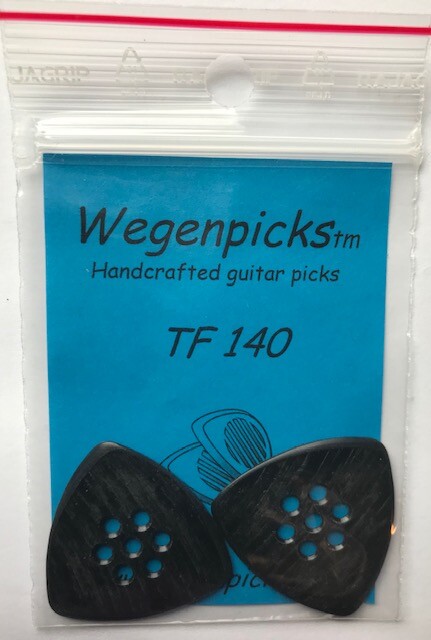 JAGRIP
Wegenpickstm
Handcrafted guitar picks
TF 140